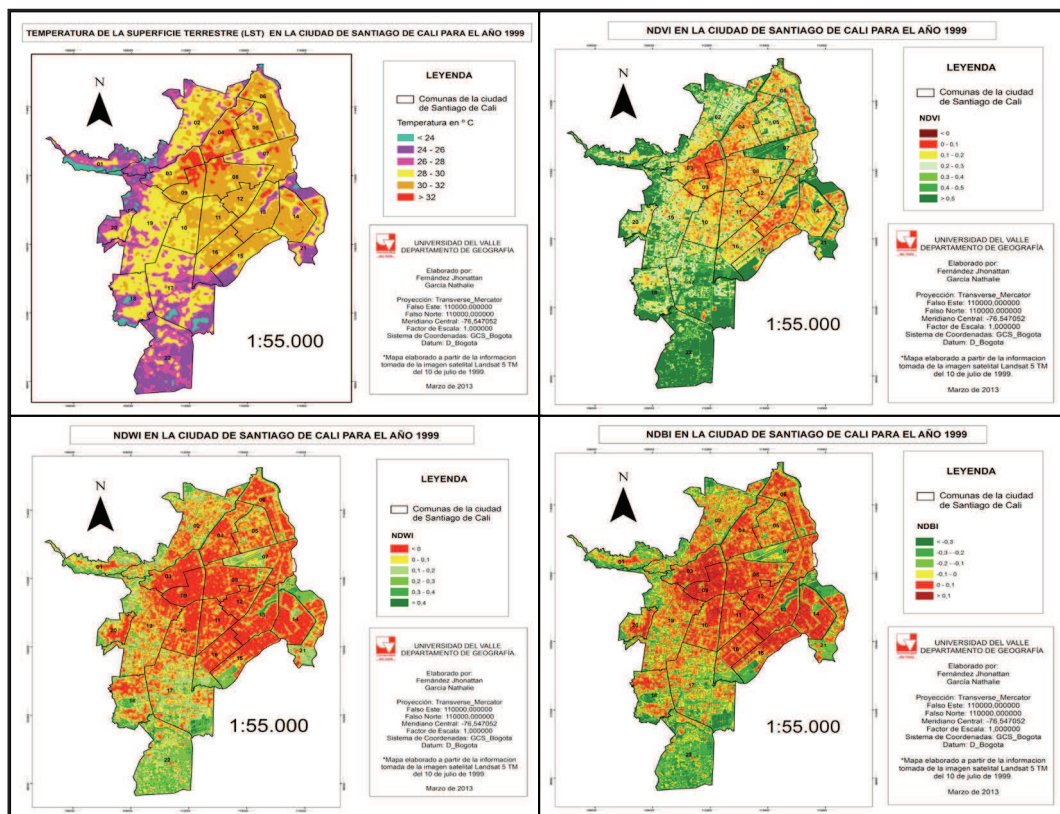 TEMPERATURA DE LA SUPERFICIE TERRESTRE (LST) EN LA CIUDAD DE SANTIAGO DE CALI PARA EL AÑO 1999
N
LEYENDA
Comunas de la ciudad
de Santiago de Cali
Temperatura en º C
< 24
24 - 26
26 - 28
28 - 30
30 - 32
> 32
UNIVERSIDAD DEL VALLE
DEPARTAMENTO DE GEOGRAFÍA
Elaborado por:
Fernández Jhonattan
García Nathalie
Proyección: Transverse_Mercator
Falso Este: 110000,000000
Falso Norte: 110000,000000
Meridiano Central: -76,547052
Factor de Escala: 1,000000
Sistema de Coordenadas: GCS_Bogota
Datum: D_Bogota
*Mapa elaborado a partir de la informacion
tomada de la imagen satelital Landsat 5 TM
del 10 de julio de 1999.
Marzo de 2013
1:55.000
NDVI EN LA CIUDAD DE SANTIAGO DE CALI PARA EL AÑO 1999
N
LEYENDA
Comunas de la ciudad
de Santiago de Cali
NDVI
< 0
0 - 0,1
0,1 - 0,2
0,2 - 0,3
0,3 - 0,4
0,4 - 0,5
> 0,5
UNIVERSIDAD DEL VALLE
DEPARTAMENTO DE GEOGRAFÍA
Elaborado por:
Fernández Jhonattan
García Nathalie
Proyección: Transverse_Mercator
Falso Este: 110000,000000
Falso Norte: 110000,000000
Meridiano Central: -76,547052
Factor de Escala: 1,000000
Sistema de Coordenadas: GCS_Bogota
Datum: D_Bogota
*Mapa elaborado a partir de la informacion
tomada de la imagen satelital Landsat 5 TM
del 10 de julio de 1999.
Marzo de 2013
1:55.000
NDWI EN LA CIUDAD DE SANTIAGO DE CALI PARA EL AÑO 1999
N
LEYENDA
Comunas de la ciudad
de Santiago de Cali
NDWI
< 0
0 - 0,1
0,1 - 0,2
0,2 - 0,3
0,3 - 0,4
> 0,4
UNIVERSIDAD DEL VALLE
DEPARTAMENTO DE GEOGRAFÍA
Elaborado por:
Fernández Jhonattan
García Nathalie
Proyección: Transverse_Mercator
Falso Este: 110000,000000
Falso Norte: 110000,000000
Meridiano Central: -76,547052
Factor de Escala: 1,000000
Sistema de Coordenadas: GCS_Bogota
Datum: D_Bogota
*Mapa elaborado a partir de la informacion
tomada de la imagen satelital Landsat 5 TM
del 10 de julio de 1999.
Marzo de 2013
1:55.000
NDBI EN LA CIUDAD DE SANTIAGO DE CALI PARA EL AÑO 1999
N
LEYENDA
Comunas de la ciudad
de Santiago de Cali
NDBI
< -0,3
-0,3 - -0,2
-0,2 - -0,1
-0,1 - 0
0 - 0,1
> 0,1
UNIVERSIDAD DEL VALLE
DEPARTAMENTO DE GEOGRAFÍA
Elaborado por:
Fernández Jhonattan
García Nathalie
Proyección: Transverse_Mercator
Falso Este: 110000,000000
Falso Norte: 110000,000000
Meridiano Central: -76,547052
Factor de Escala: 1,000000
Sistema de Coordenadas: GCS_Bogota
Datum: D_Bogota
*Mapa elaborado a partir de la informacion
tomada de la imagen satelital Landsat 5 TM
del 10 de julio de 1999.
Marzo de 2013
1:55.000